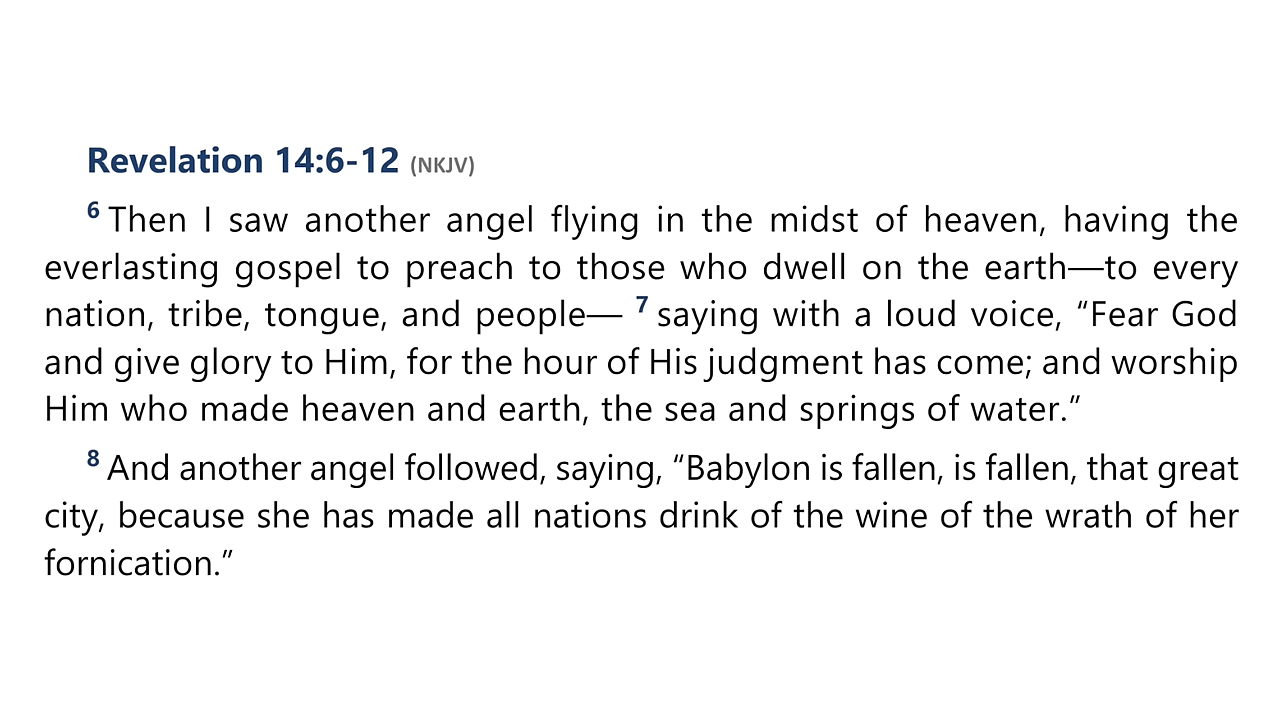 Revelation 14:6-12 (NKJV)
6 Then I saw another angel flying in the midst of heaven, having the
everlasting gospel to preach to those who dwell on the earth—to every
nation, tribe, tongue, and people— 7 saying with a loud voice, “Fear God
and give glory to Him, for the hour of His judgment has come; and worship
Him who made heaven and earth, the sea and springs of water.”
8 And another angel followed, saying, “Babylon is fallen, is fallen, that great
city, because she has made all nations drink of the wine of the wrath of her
fornication.”